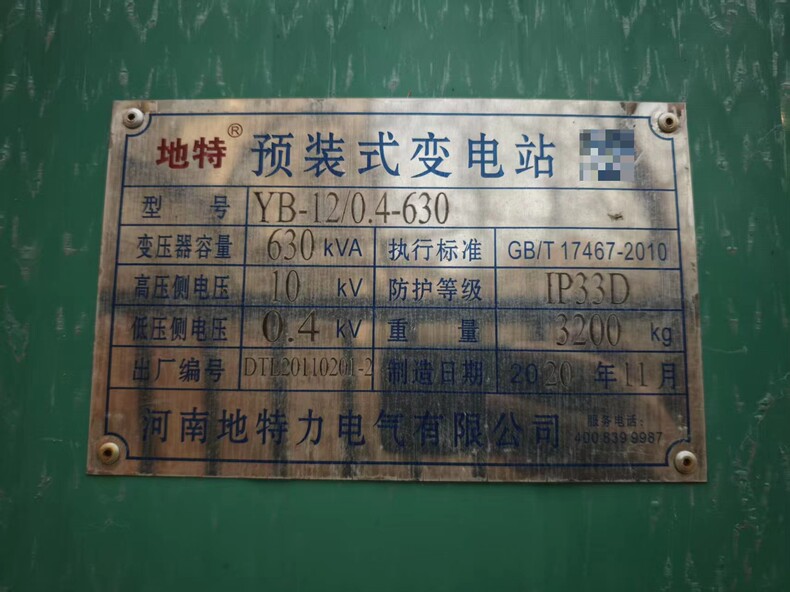 地特® 预装式变电站
型 号 YB-12/0.4-630
变压器容量 630 kVA 执行标准 GB/T 17467-2010
高压侧电压 10 kV 防护等级 IP33D
低压侧电压 0.4 kV 重 量 3200 kg
出厂编号 DTL20110201-2 制造日期 2020 年 11 月
河南地特力电气有限公司 服务电话:
400 839 9987